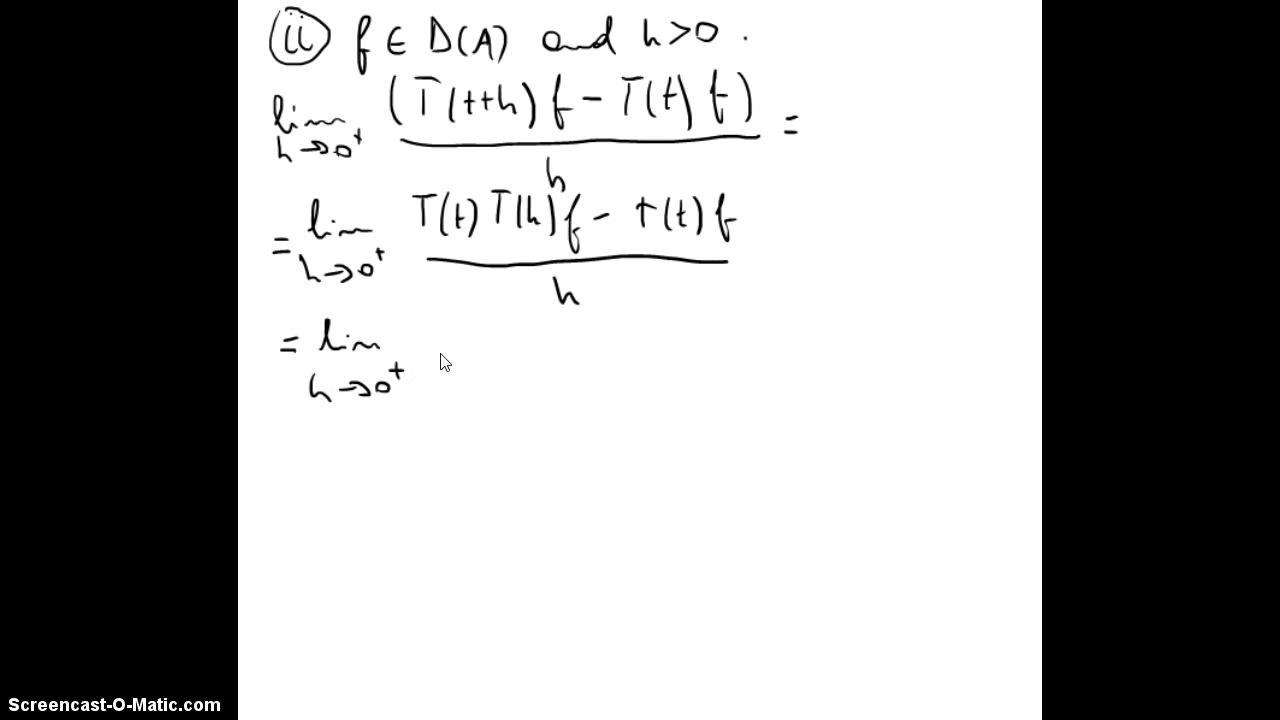 (ii) f ∈ D(A) and h>0 .
lim h→0⁺ (T(t+h) f − T(t) f) / h =
= lim h→0⁺ T(t) T(h) f − T(t) f / h
= lim h→0⁺
Screencast-O-Matic.com